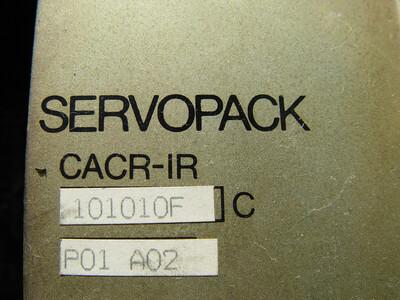 SERVOPACK
CACR-IR
101010F C
P01 A02